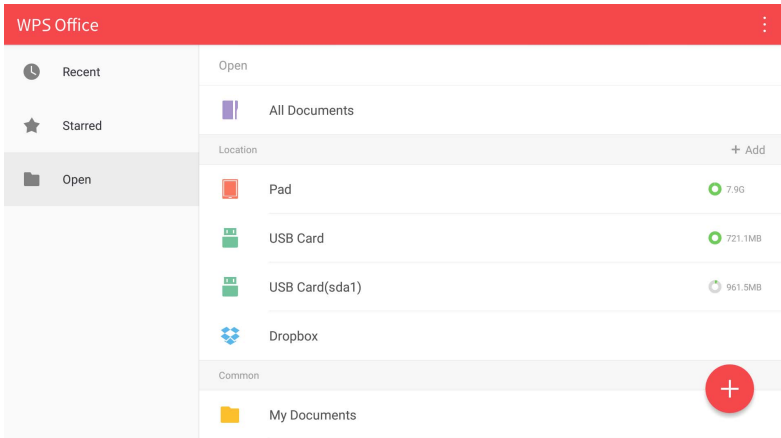 WPS Office
Recent
Starred
Open
Open
All Documents
Location
+ Add
Pad
7.9G
USB Card
721.1MB
USB Card(sda1)
961.5MB
Dropbox
Common
My Documents